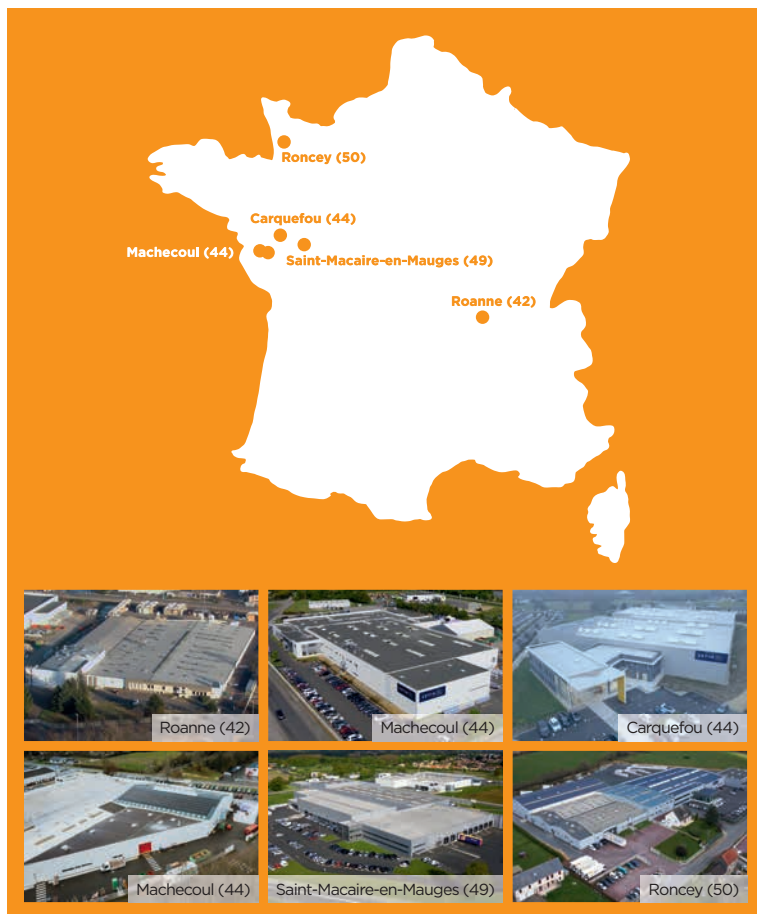 Roncey (50)
Carquefou (44)
Machecoul (44)
Saint-Macaire-en-Mauges (49)
Roanne (42)
Roanne (42)
Machecoul (44)
Carquefou (44)
Machecoul (44)
Saint-Macaire-en-Mauges (49)
Roncey (50)